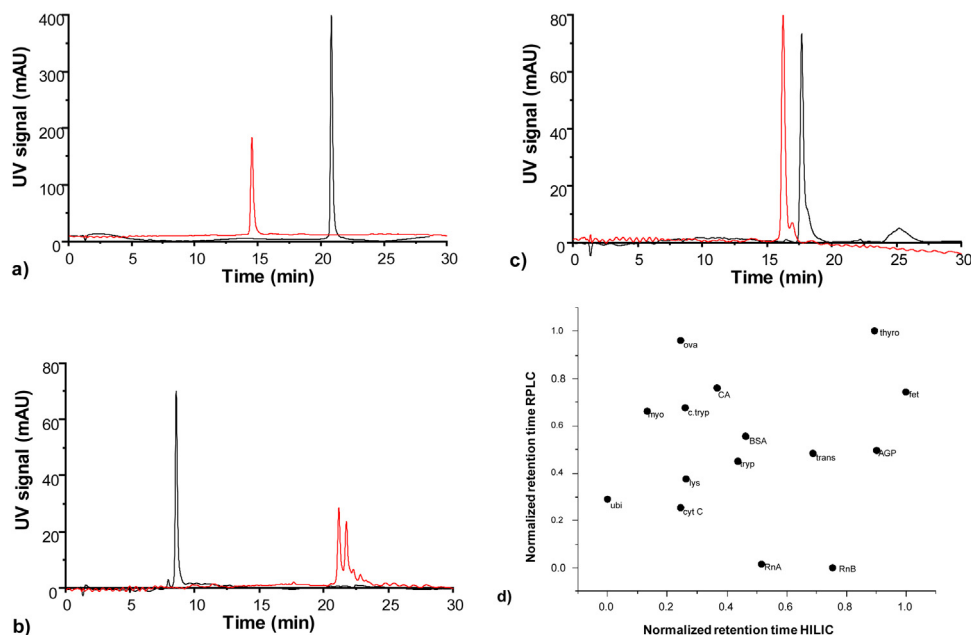 400
300
200
100
0
UV signal (mAU)
0 5 10 15 20 25 30
Time (min)
a)
80
60
40
20
0
UV signal (mAU)
0 5 10 15 20 25 30
Time (min)
c)
80
60
40
20
0
UV signal (mAU)
0 5 10 15 20 25 30
Time (min)
b)
1.0
0.8
0.6
0.4
0.2
0.0
Normalized retention time RPLC
thyro
ova
CA
fet
myo
c.tryp
BSA
AGP
trans
tryp
lys
ubi
cyt C
RnA
RnB
0.0 0.2 0.4 0.6 0.8 1.0
Normalized retention time HILIC
d)